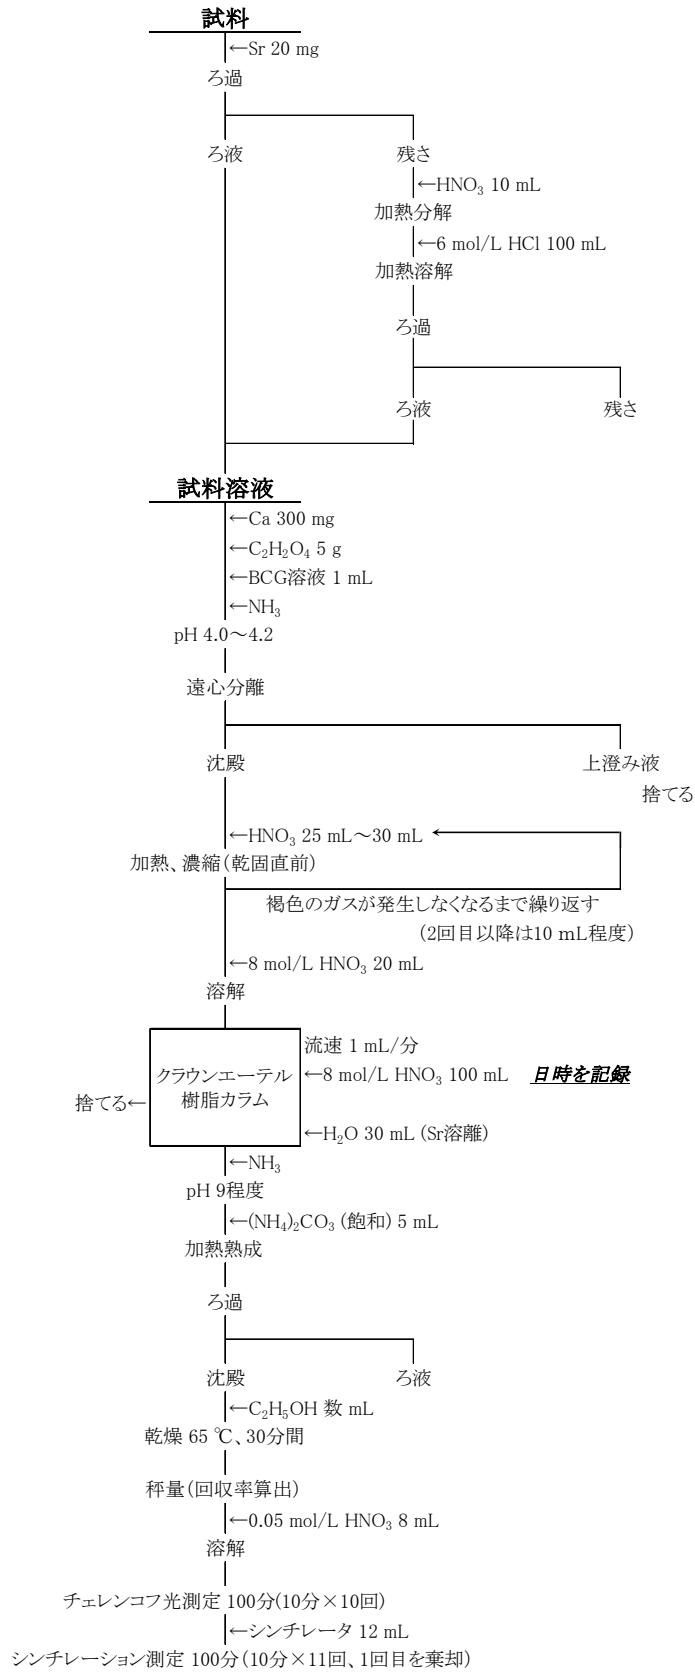 試料
←Sr 20 mg
ろ過
ろ液
残さ
←HNO₃ 10 mL
加熱分解
←6 mol/L HCl 100 mL
加熱溶解
ろ過
ろ液
残さ
試料溶液
←Ca 300 mg
←C₂H₂O₄ 5 g
←BCG溶液 1 mL
←NH₃
pH 4.0～4.2
遠心分離
沈殿
上澄み液
捨てる
←HNO₃ 25 mL～30 mL
加熱、濃縮（乾固直前）
褐色のガスが発生しなくなるまで繰り返す
（2回目以降は10 mL程度）
←8 mol/L HNO₃ 20 mL
溶解
流速 1 mL/分
クラウンエーテル
樹脂カラム
←8 mol/L HNO₃ 100 mL 日時を記録
捨てる←
←H₂O 30 mL (Sr溶離)
←NH₃
pH 9程度
←(NH₄)₂CO₃ (飽和) 5 mL
加熱熟成
ろ過
沈殿
ろ液
←C₂H₅OH 数 mL
乾燥 65 ℃、30分間
秤量（回収率算出）
←0.05 mol/L HNO₃ 8 mL
溶解
チェレンコフ光測定 100分(10分×10回)
←シンチレータ 12 mL
シンチレーション測定 100分（10分×11回、1回目を棄却）